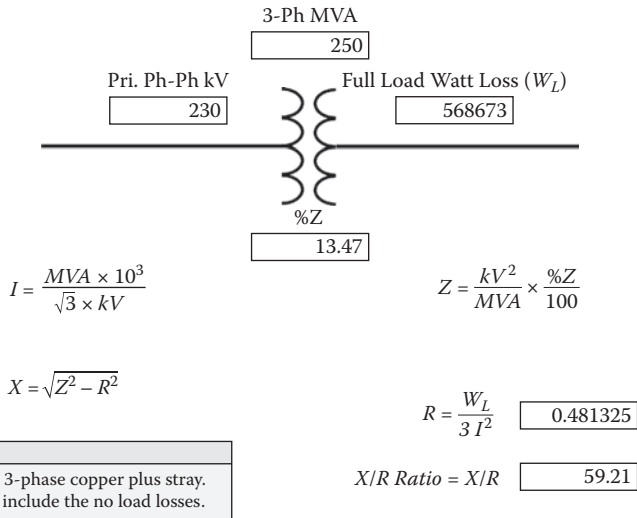 3-Ph MVA
250
Pri. Ph-Ph kV
230
Full Load Watt Loss (W_L)
568673
%Z
13.47
I = MVA × 10³ / √3 × kV
Z = kV² / MVA × %Z / 100
X = √Z² – R²
R = W_L / 3 I²
0.481325
3-phase copper plus stray.
include the no load losses.
X/R Ratio = X/R
59.21